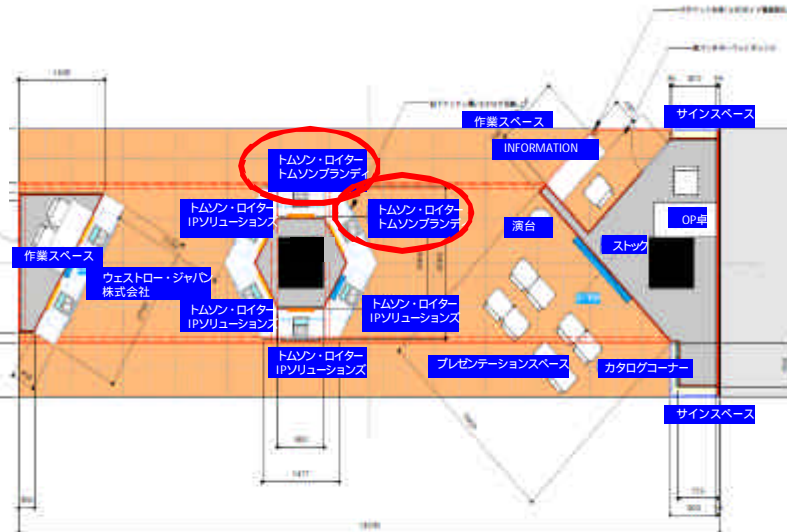 サインスペース
作業スペース
INFORMATION
トムソン・ロイター
トムソンブランディ
トムソン・ロイター
IPソリューションズ
トムソン・ロイター
トムソンブランデ
演台
OP卓
ストック
作業スペース
ウェストロー・ジャパン
株式会社
トムソン・ロイター
IPソリューションズ
トムソン・ロイター
IPソリューションズ
トムソン・ロイター
IPソリューションズ
プレゼンテーションスペース
カタログコーナー
サインスペース
1477